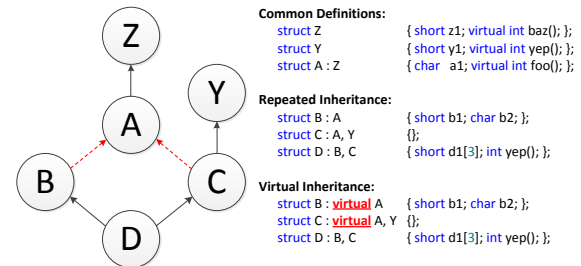 Z
A
Y
B
C
D
Common Definitions:
struct Z { short z1; virtual int baz(); };
struct Y { short y1; virtual int yep(); };
struct A : Z { char a1; virtual int foo(); };
Repeated Inheritance:
struct B : A { short b1; char b2; };
struct C : A, Y {};
struct D : B, C { short d1[3]; int yep(); };
Virtual Inheritance:
struct B : virtual A { short b1; char b2; };
struct C : virtual A, Y {};
struct D : B, C { short d1[3]; int yep(); };